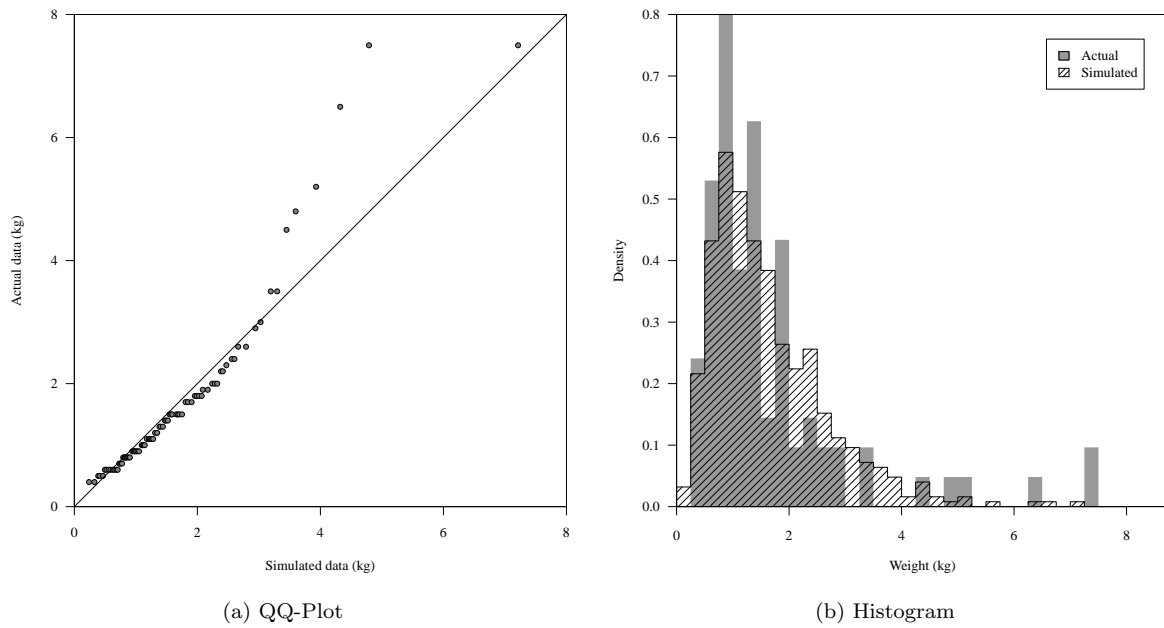 8
6
4
2
0
Actual data (kg)
0 2 4 6 8
Simulated data (kg)
(a) QQ-Plot
0.8
0.7
0.6
0.5
0.4
0.3
0.2
0.1
0.0
Density
Actual
Simulated
0 2 4 6 8
Weight (kg)
(b) Histogram